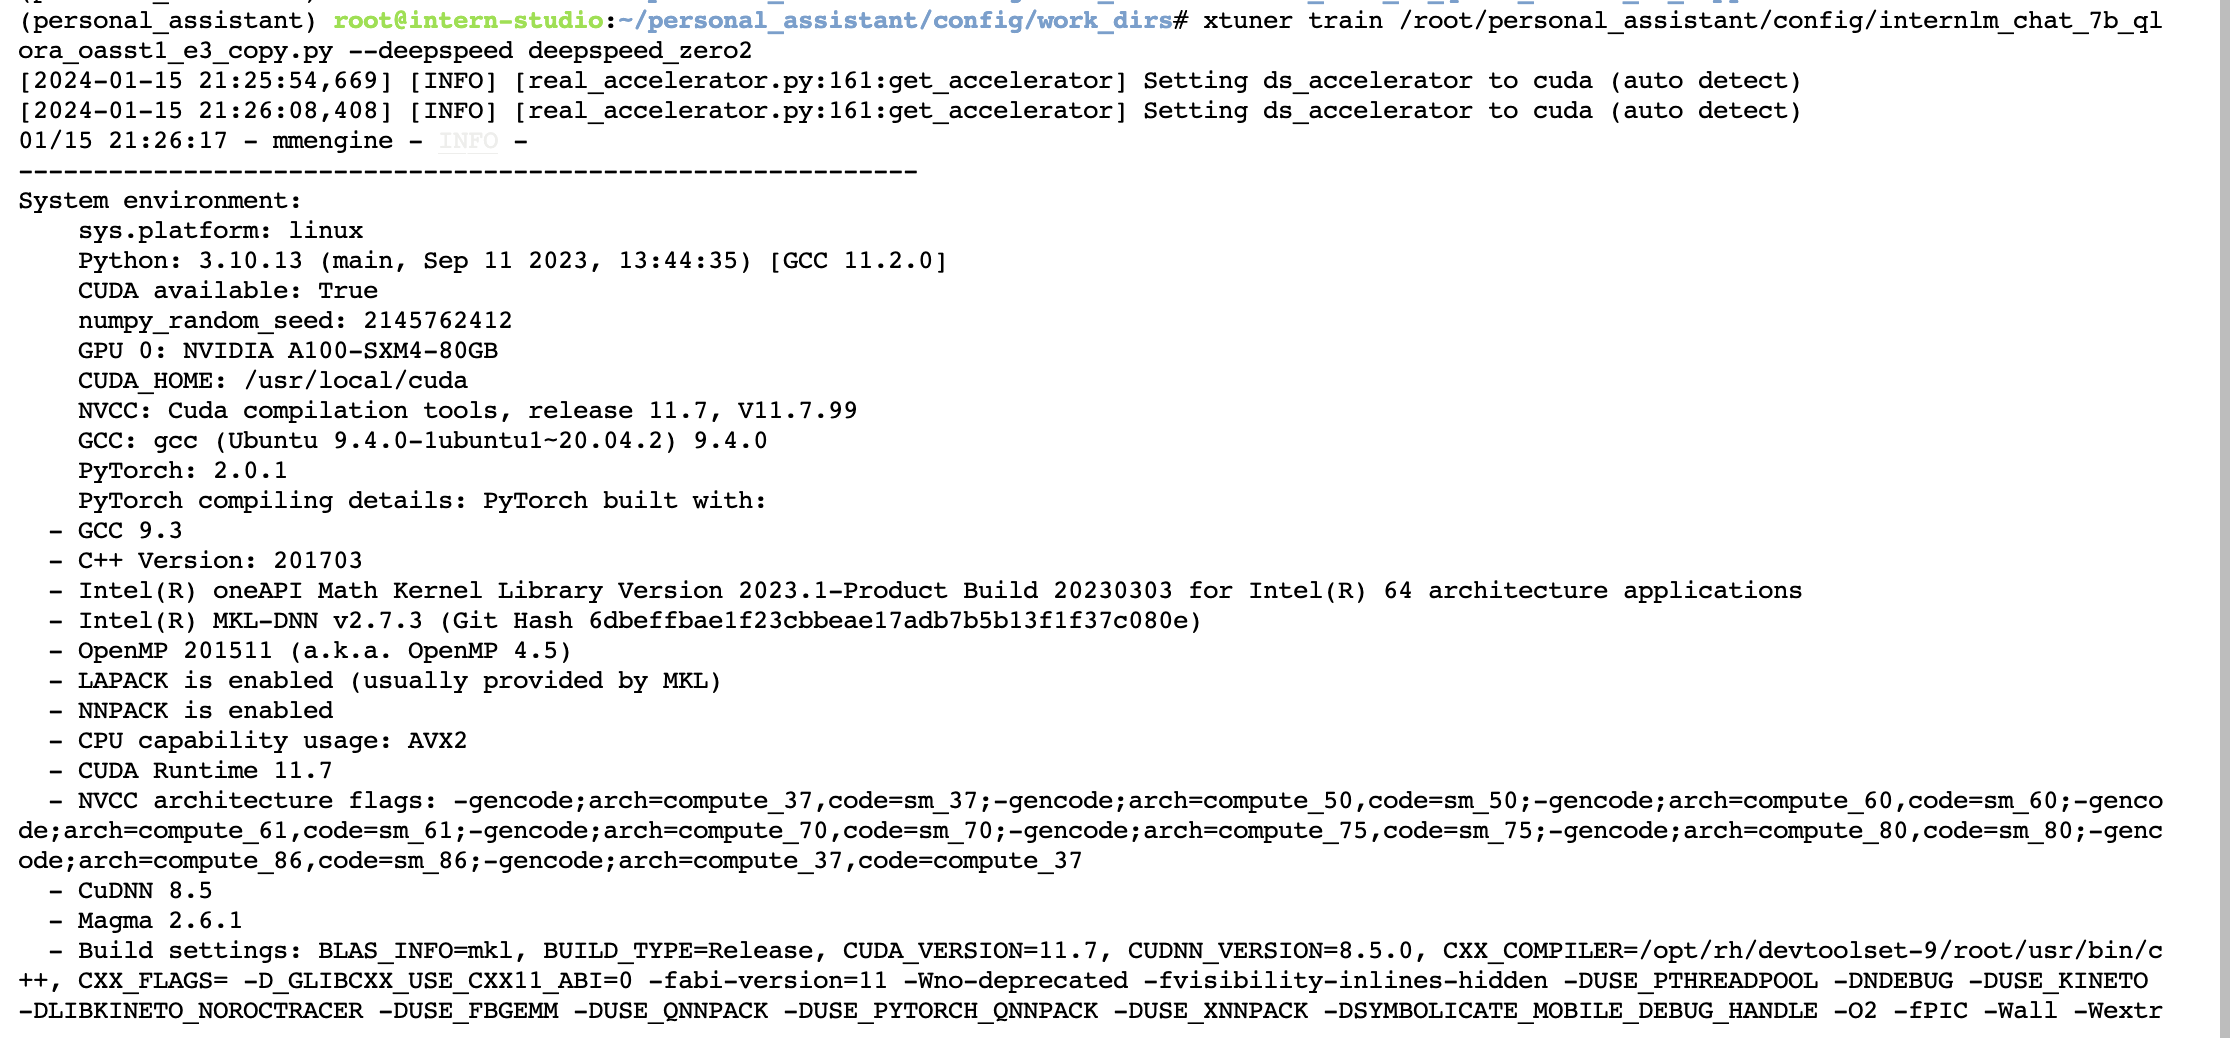 (personal_assistant) root@intern-studio:~/personal_assistant/config/work_dirs# xtuner train /root/personal_assistant/config/internlm_chat_7b_ql
ora_oasst1_e3_copy.py --deepspeed deepspeed_zero2
[2024-01-15 21:25:54,669] [INFO] [real_accelerator.py:161:get_accelerator] Setting ds_accelerator to cuda (auto detect)
[2024-01-15 21:26:08,408] [INFO] [real_accelerator.py:161:get_accelerator] Setting ds_accelerator to cuda (auto detect)
01/15 21:26:17 - mmengine - INFO -
------------------------------------------------------------
System environment:
    sys.platform: linux
    Python: 3.10.13 (main, Sep 11 2023, 13:44:35) [GCC 11.2.0]
    CUDA available: True
    numpy_random_seed: 2145762412
    GPU 0: NVIDIA A100-SXM4-80GB
    CUDA_HOME: /usr/local/cuda
    NVCC: Cuda compilation tools, release 11.7, V11.7.99
    GCC: gcc (Ubuntu 9.4.0-1ubuntu1~20.04.2) 9.4.0
    PyTorch: 2.0.1
    PyTorch compiling details: PyTorch built with:
  - GCC 9.3
  - C++ Version: 201703
  - Intel(R) oneAPI Math Kernel Library Version 2023.1-Product Build 20230303 for Intel(R) 64 architecture applications
  - Intel(R) MKL-DNN v2.7.3 (Git Hash 6dbeffbae1f23cbbeae17adb7b5b13f1f37c080e)
  - OpenMP 201511 (a.k.a. OpenMP 4.5)
  - LAPACK is enabled (usually provided by MKL)
  - NNPACK is enabled
  - CPU capability usage: AVX2
  - CUDA Runtime 11.7
  - NVCC architecture flags: -gencode;arch=compute_37,code=sm_37;-gencode;arch=compute_50,code=sm_50;-gencode;arch=compute_60,code=sm_60;-genco
de;arch=compute_61,code=sm_61;-gencode;arch=compute_70,code=sm_70;-gencode;arch=compute_75,code=sm_75;-gencode;arch=compute_80,code=sm_80;-genc
ode;arch=compute_86,code=sm_86;-gencode;arch=compute_37,code=compute_37
  - CuDNN 8.5
  - Magma 2.6.1
  - Build settings: BLAS_INFO=mkl, BUILD_TYPE=Release, CUDA_VERSION=11.7, CUDNN_VERSION=8.5.0, CXX_COMPILER=/opt/rh/devtoolset-9/root/usr/bin/c
++, CXX_FLAGS= -D_GLIBCXX_USE_CXX11_ABI=0 -fabi-version=11 -Wno-deprecated -fvisibility-inlines-hidden -DUSE_PTHREADPOOL -DNDEBUG -DUSE_KINETO
-DLIBKINETO_NOROCTRACER -DUSE_FBGEMM -DUSE_QNNPACK -DUSE_PYTORCH_QNNPACK -DUSE_XNNPACK -DSYMBOLICATE_MOBILE_DEBUG_HANDLE -O2 -fPIC -Wall -Wextr